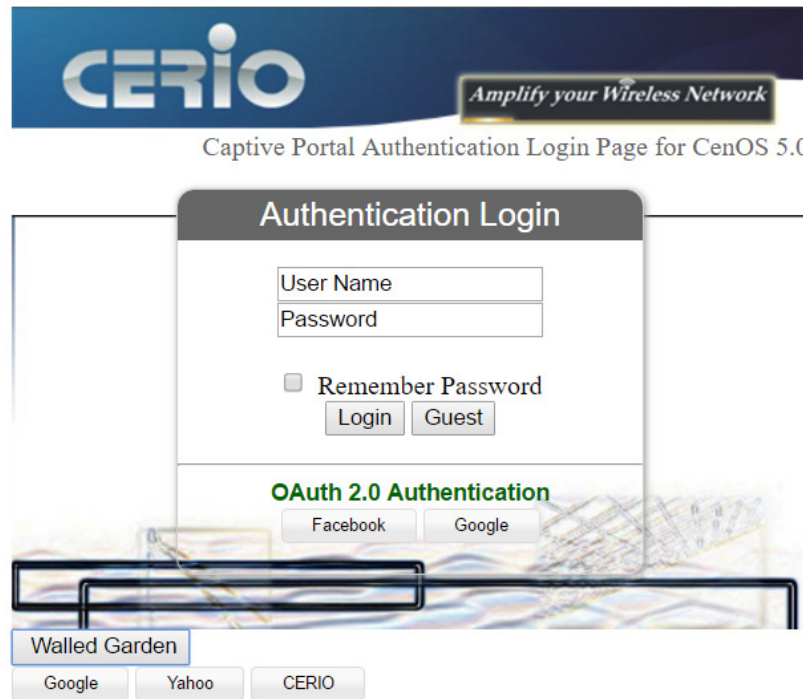 CERIO
Amplify your Wireless Network
Captive Portal Authentication Login Page for CenOS 5.0
Authentication Login
User Name
Password
Remember Password
Login Guest
OAuth 2.0 Authentication
Facebook Google
Walled Garden
Google Yahoo CERIO